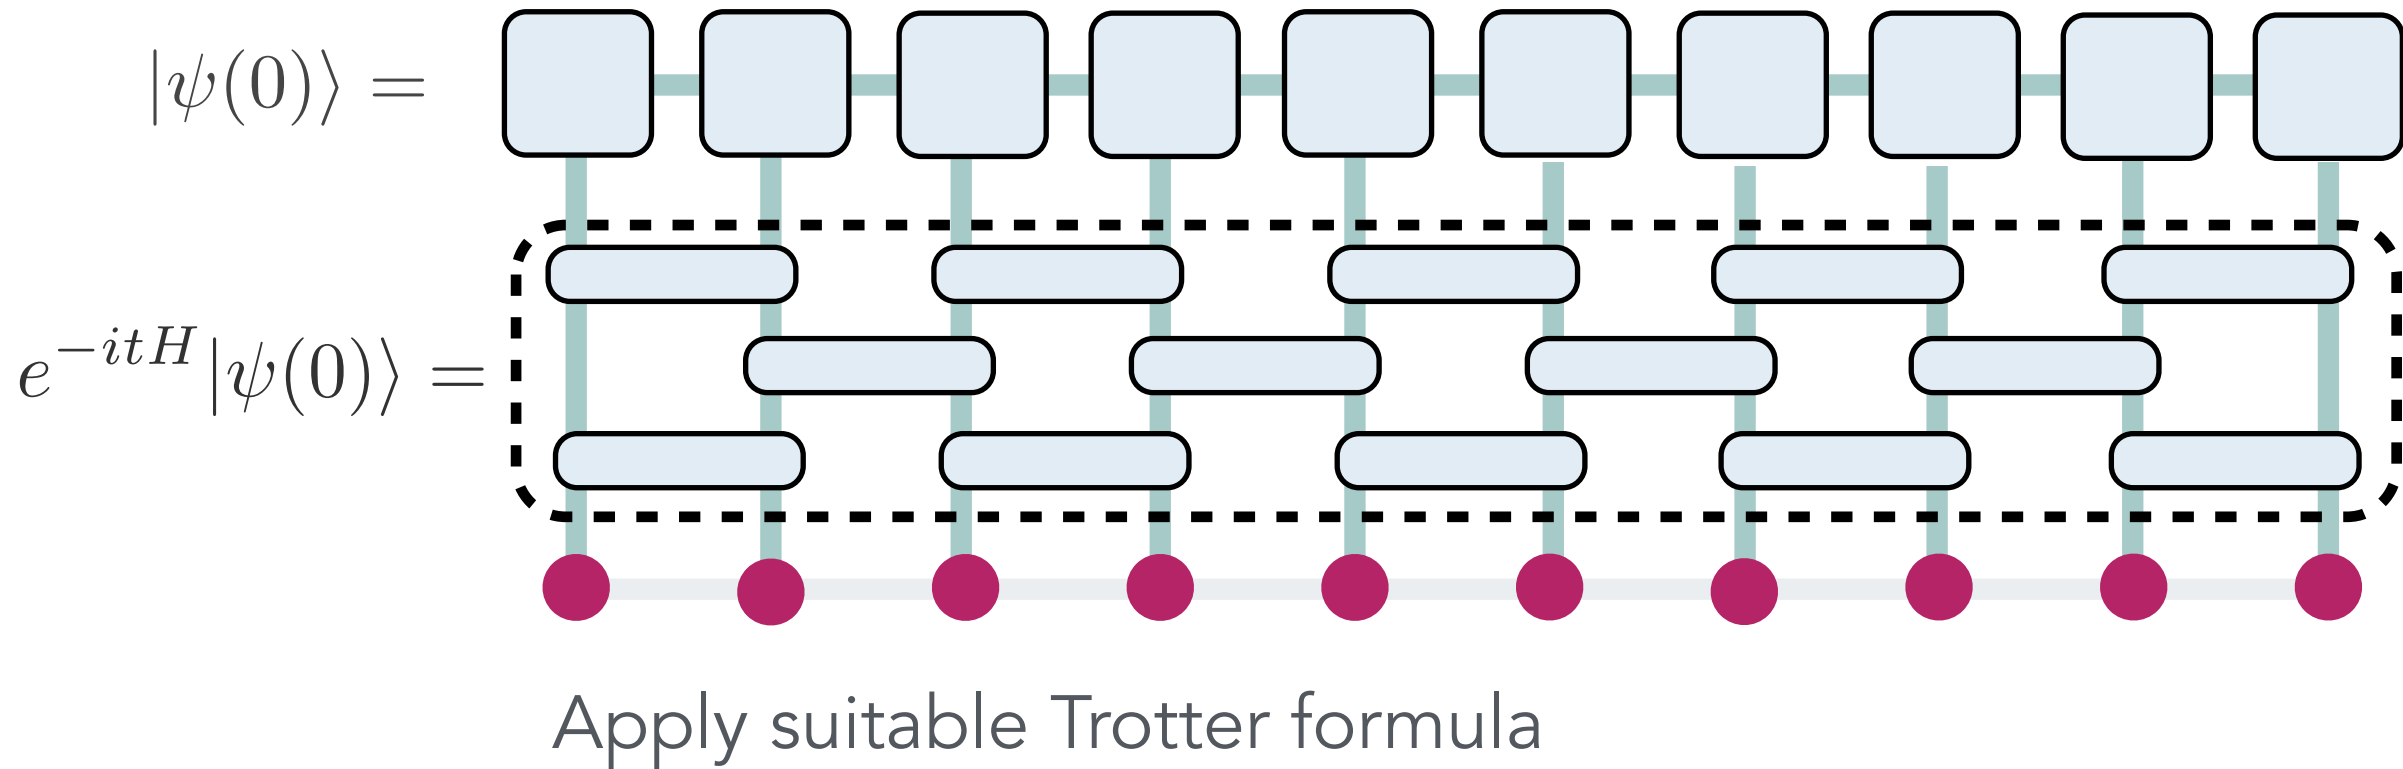 |ψ(0)⟩ =
e^{-itH}|ψ(0)⟩ =
Apply suitable Trotter formula